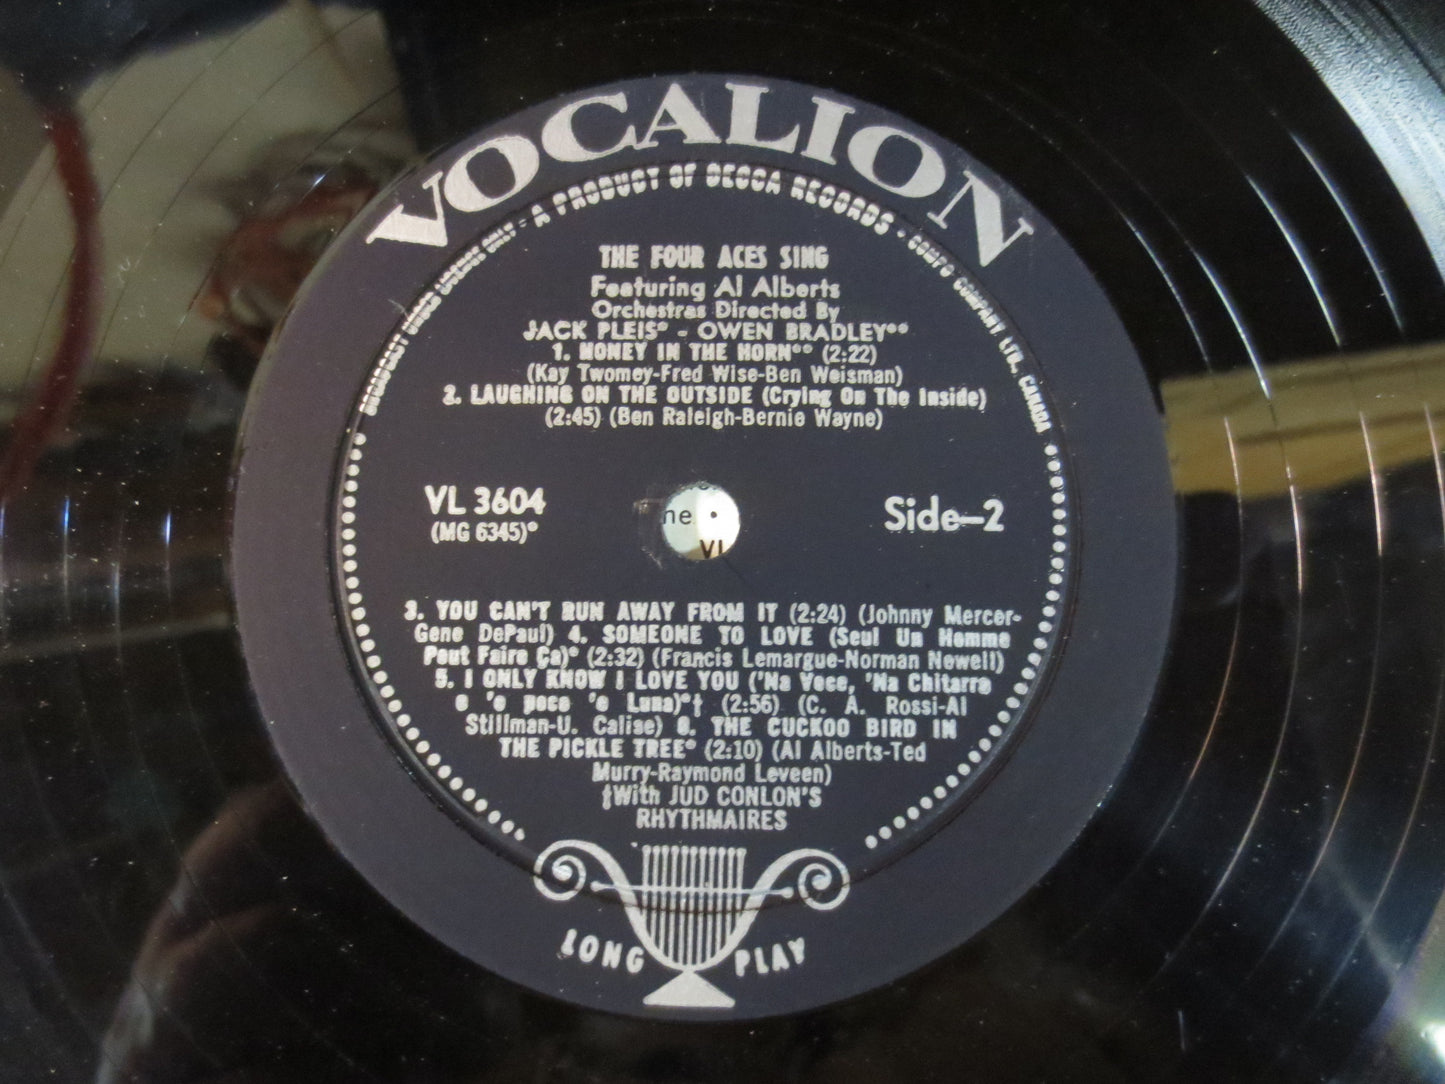 VOCALION
BROADCAST UNDER LICENSE ONLY · A PRODUCT OF DECCA RECORDS · COMPO COMPANY LTD., CANADA
THE FOUR ACES SING
Featuring Al Alberts
Orchestras Directed By
JACK PLEIS* - OWEN BRADLEY**
1. MONEY IN THE HORN** (2:22)
(Kay Twomey-Fred Wise-Ben Weisman)
2. LAUGHING ON THE OUTSIDE (Crying On The Inside)
(2:45) (Ben Raleigh-Bernie Wayne)
VL 3604
(MG 6345)*
Side—2
3. YOU CAN'T RUN AWAY FROM IT (2:24) (Johnny Mercer-
Gene DePaul) 4. SOMEONE TO LOVE (Seul Un Homme
Peut Faire Ça)* (2:32) (Francis Lemargue-Norman Newell)
5. I ONLY KNOW I LOVE YOU ('Na Voce, 'Na Chitarra
e 'o poco 'e Luna)*† (2:56) (C. A. Rossi-Al
Stillman-U. Calise) 6. THE CUCKOO BIRD IN
THE PICKLE TREE* (2:10) (Al Alberts-Ted
Murry-Raymond Leveen)
†With JUD CONLON'S
RHYTHMAIRES
LONG PLAY